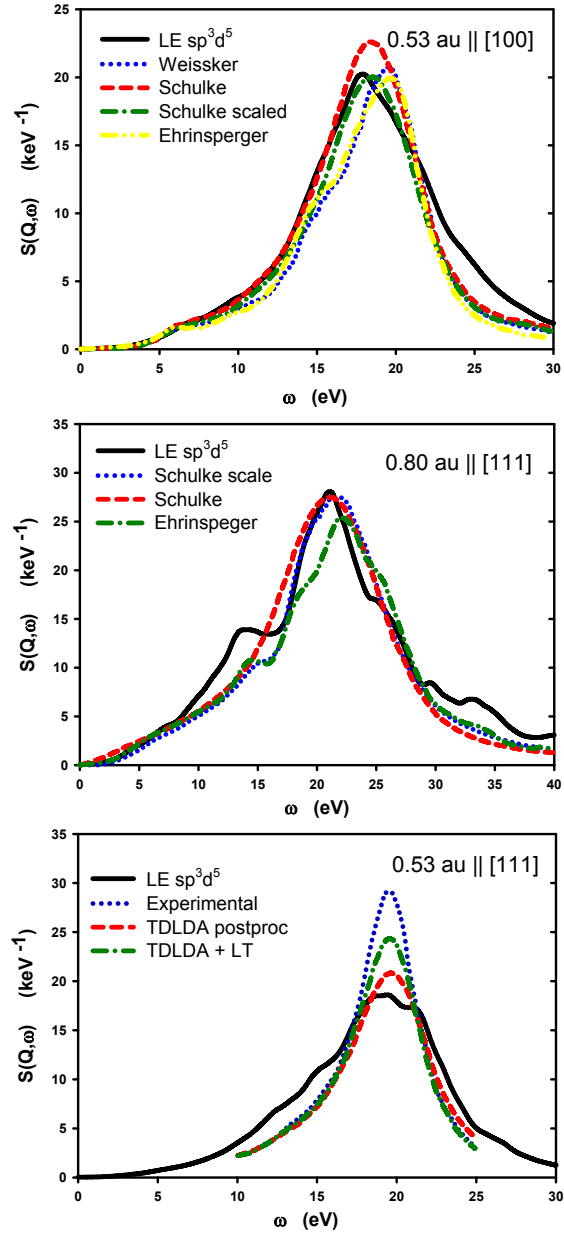 0.53 au || [100]
LE sp³d⁵
Weissker
Schulke
Schulke scaled
Ehrinsperger
S(Q,ω) (keV⁻¹)
25
20
15
10
5
0
0 5 10 15 20 25 30
ω (eV)
0.80 au || [111]
LE sp³d⁵
Schulke scale
Schulke
Ehrinspeger
S(Q,ω) (keV⁻¹)
35
30
25
20
15
10
5
0
0 5 10 15 20 25 30 35 40
ω (eV)
0.53 au || [111]
LE sp³d⁵
Experimental
TDLDA postproc
TDLDA + LT
S(Q,ω) (keV⁻¹)
35
30
25
20
15
10
5
0
0 5 10 15 20 25 30
ω (eV)